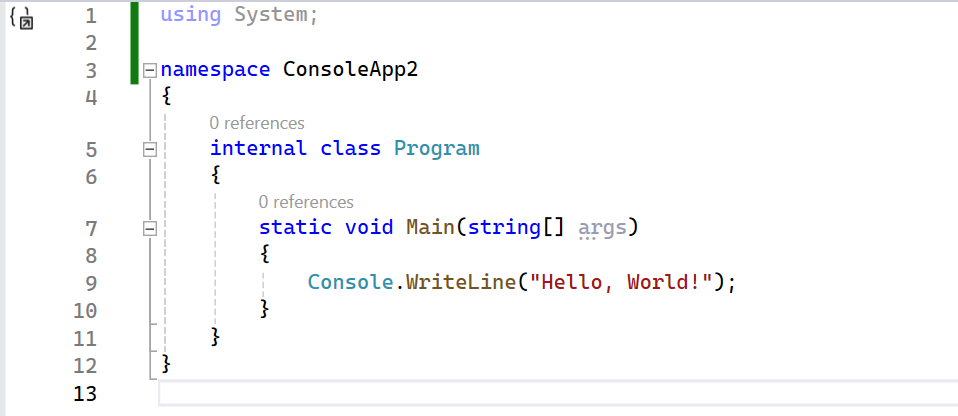 1 using System;
2
3 namespace ConsoleApp2
4 {
0 references
5 internal class Program
6 {
0 references
7 static void Main(string[] args)
8 {
9 Console.WriteLine("Hello, World!");
10 }
11 }
12 }
13